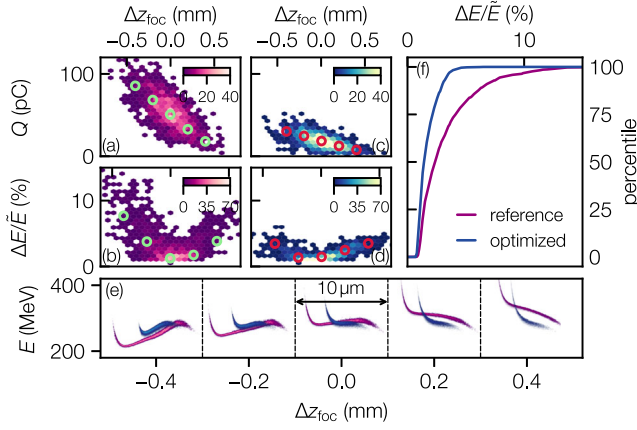 Δz_foc (mm) Δz_foc (mm) ΔE/Ẽ (%)
−0.5 0.0 0.5 −0.5 0.0 0.5 0 10
Q (pC) 100 0 0 20 40 (a) 0 20 40 (c)
ΔE/Ẽ (%) 10 0 0 35 70 (b) 0 35 70 (d)
(f) 100 75 50 25 0 percentile
reference
optimized
E (MeV) 400 200 (e) 10 μm
−0.4 −0.2 0.0 0.2 0.4
Δz_foc (mm)